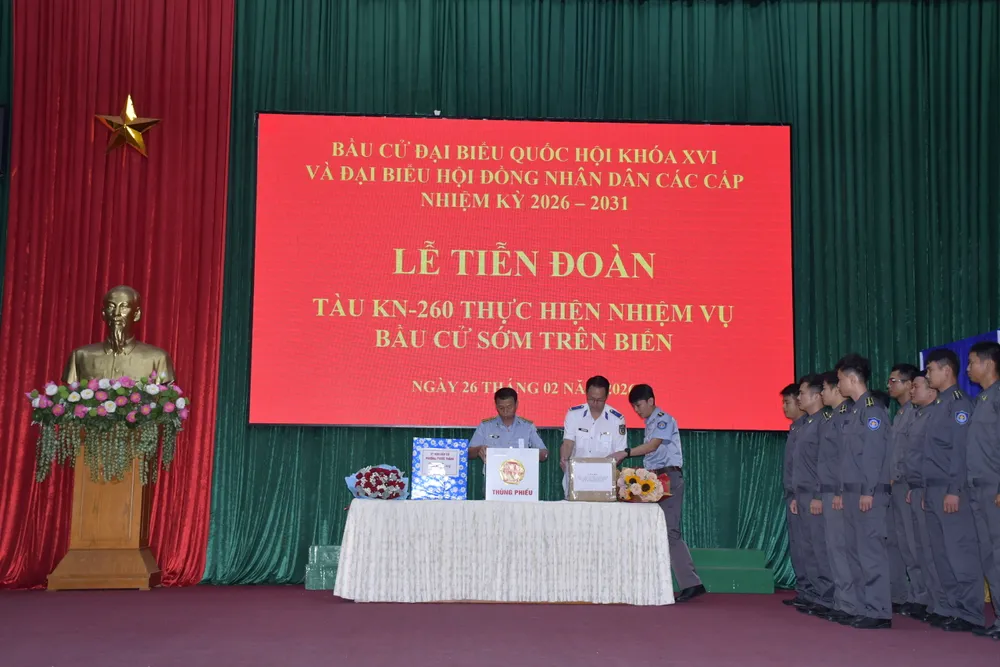 BẦU CỬ ĐẠI BIỂU QUỐC HỘI KHÓA XVI
VÀ ĐẠI BIỂU HỘI ĐỒNG NHÂN DÂN CÁC CẤP
NHIỆM KỲ 2026 – 2031
LỄ TIỄN ĐOÀN
TÀU KN-260 THỰC HIỆN NHIỆM VỤ
BẦU CỬ SỚM TRÊN BIỂN
NGÀY 26 THÁNG 02 NĂM 2026
THÙNG PHIẾU